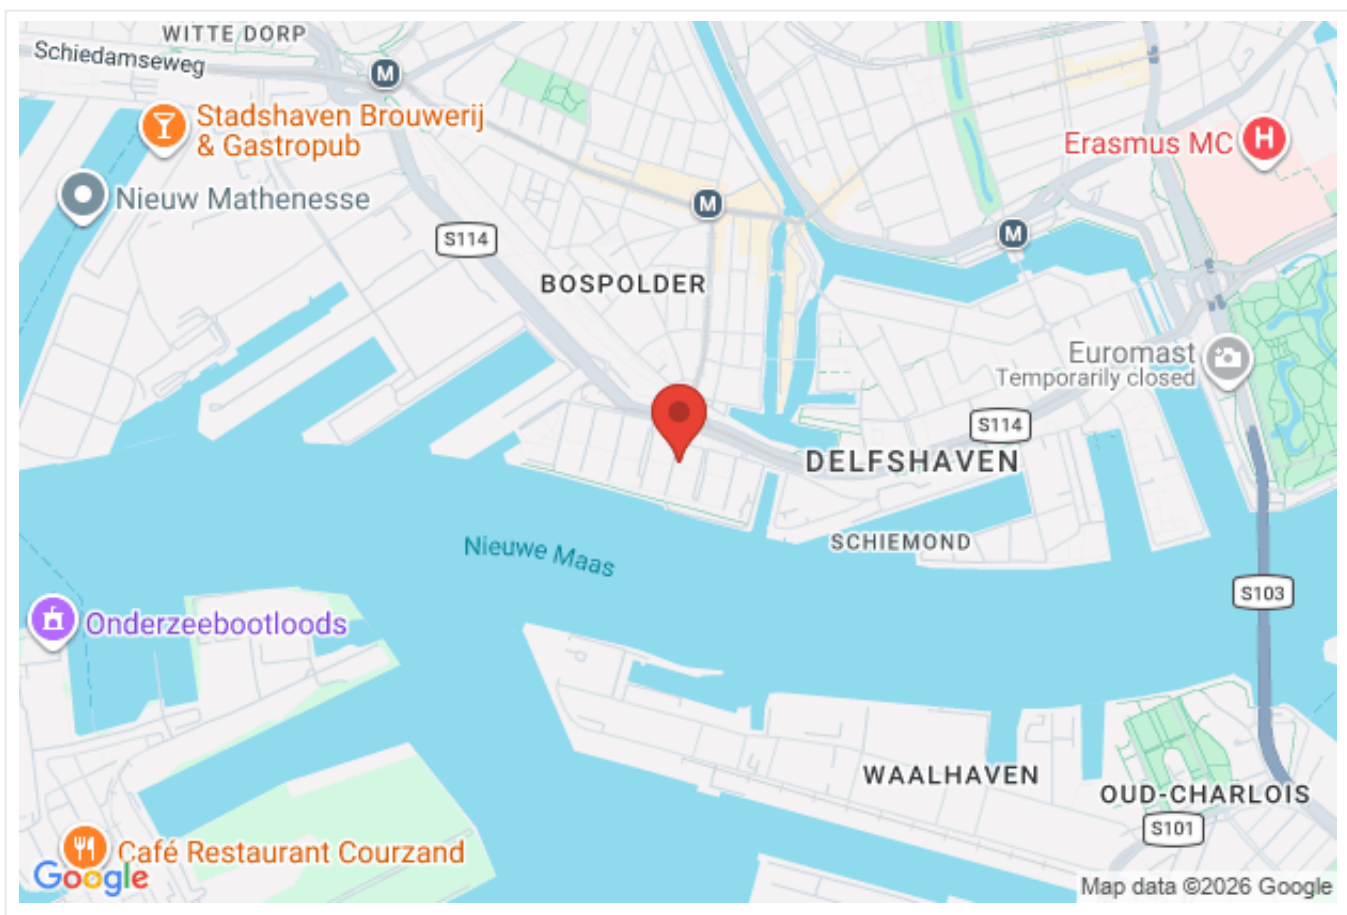 WITTE DORP
Schiedamseweg
M
Stadshaven Brouwerij
& Gastropub
Erasmus MC
H
Nieuw Mathenesse
M
S114
M
BOSPOLDER
Euromast
Temporarily closed
S114
DELFSHAVEN
SCHIEMOND
Nieuwe Maas
S103
Onderzeebootloods
WAALHAVEN
OUD-CHARLOIS
S101
Café Restaurant Courzand
Google
Map data ©2026 Google